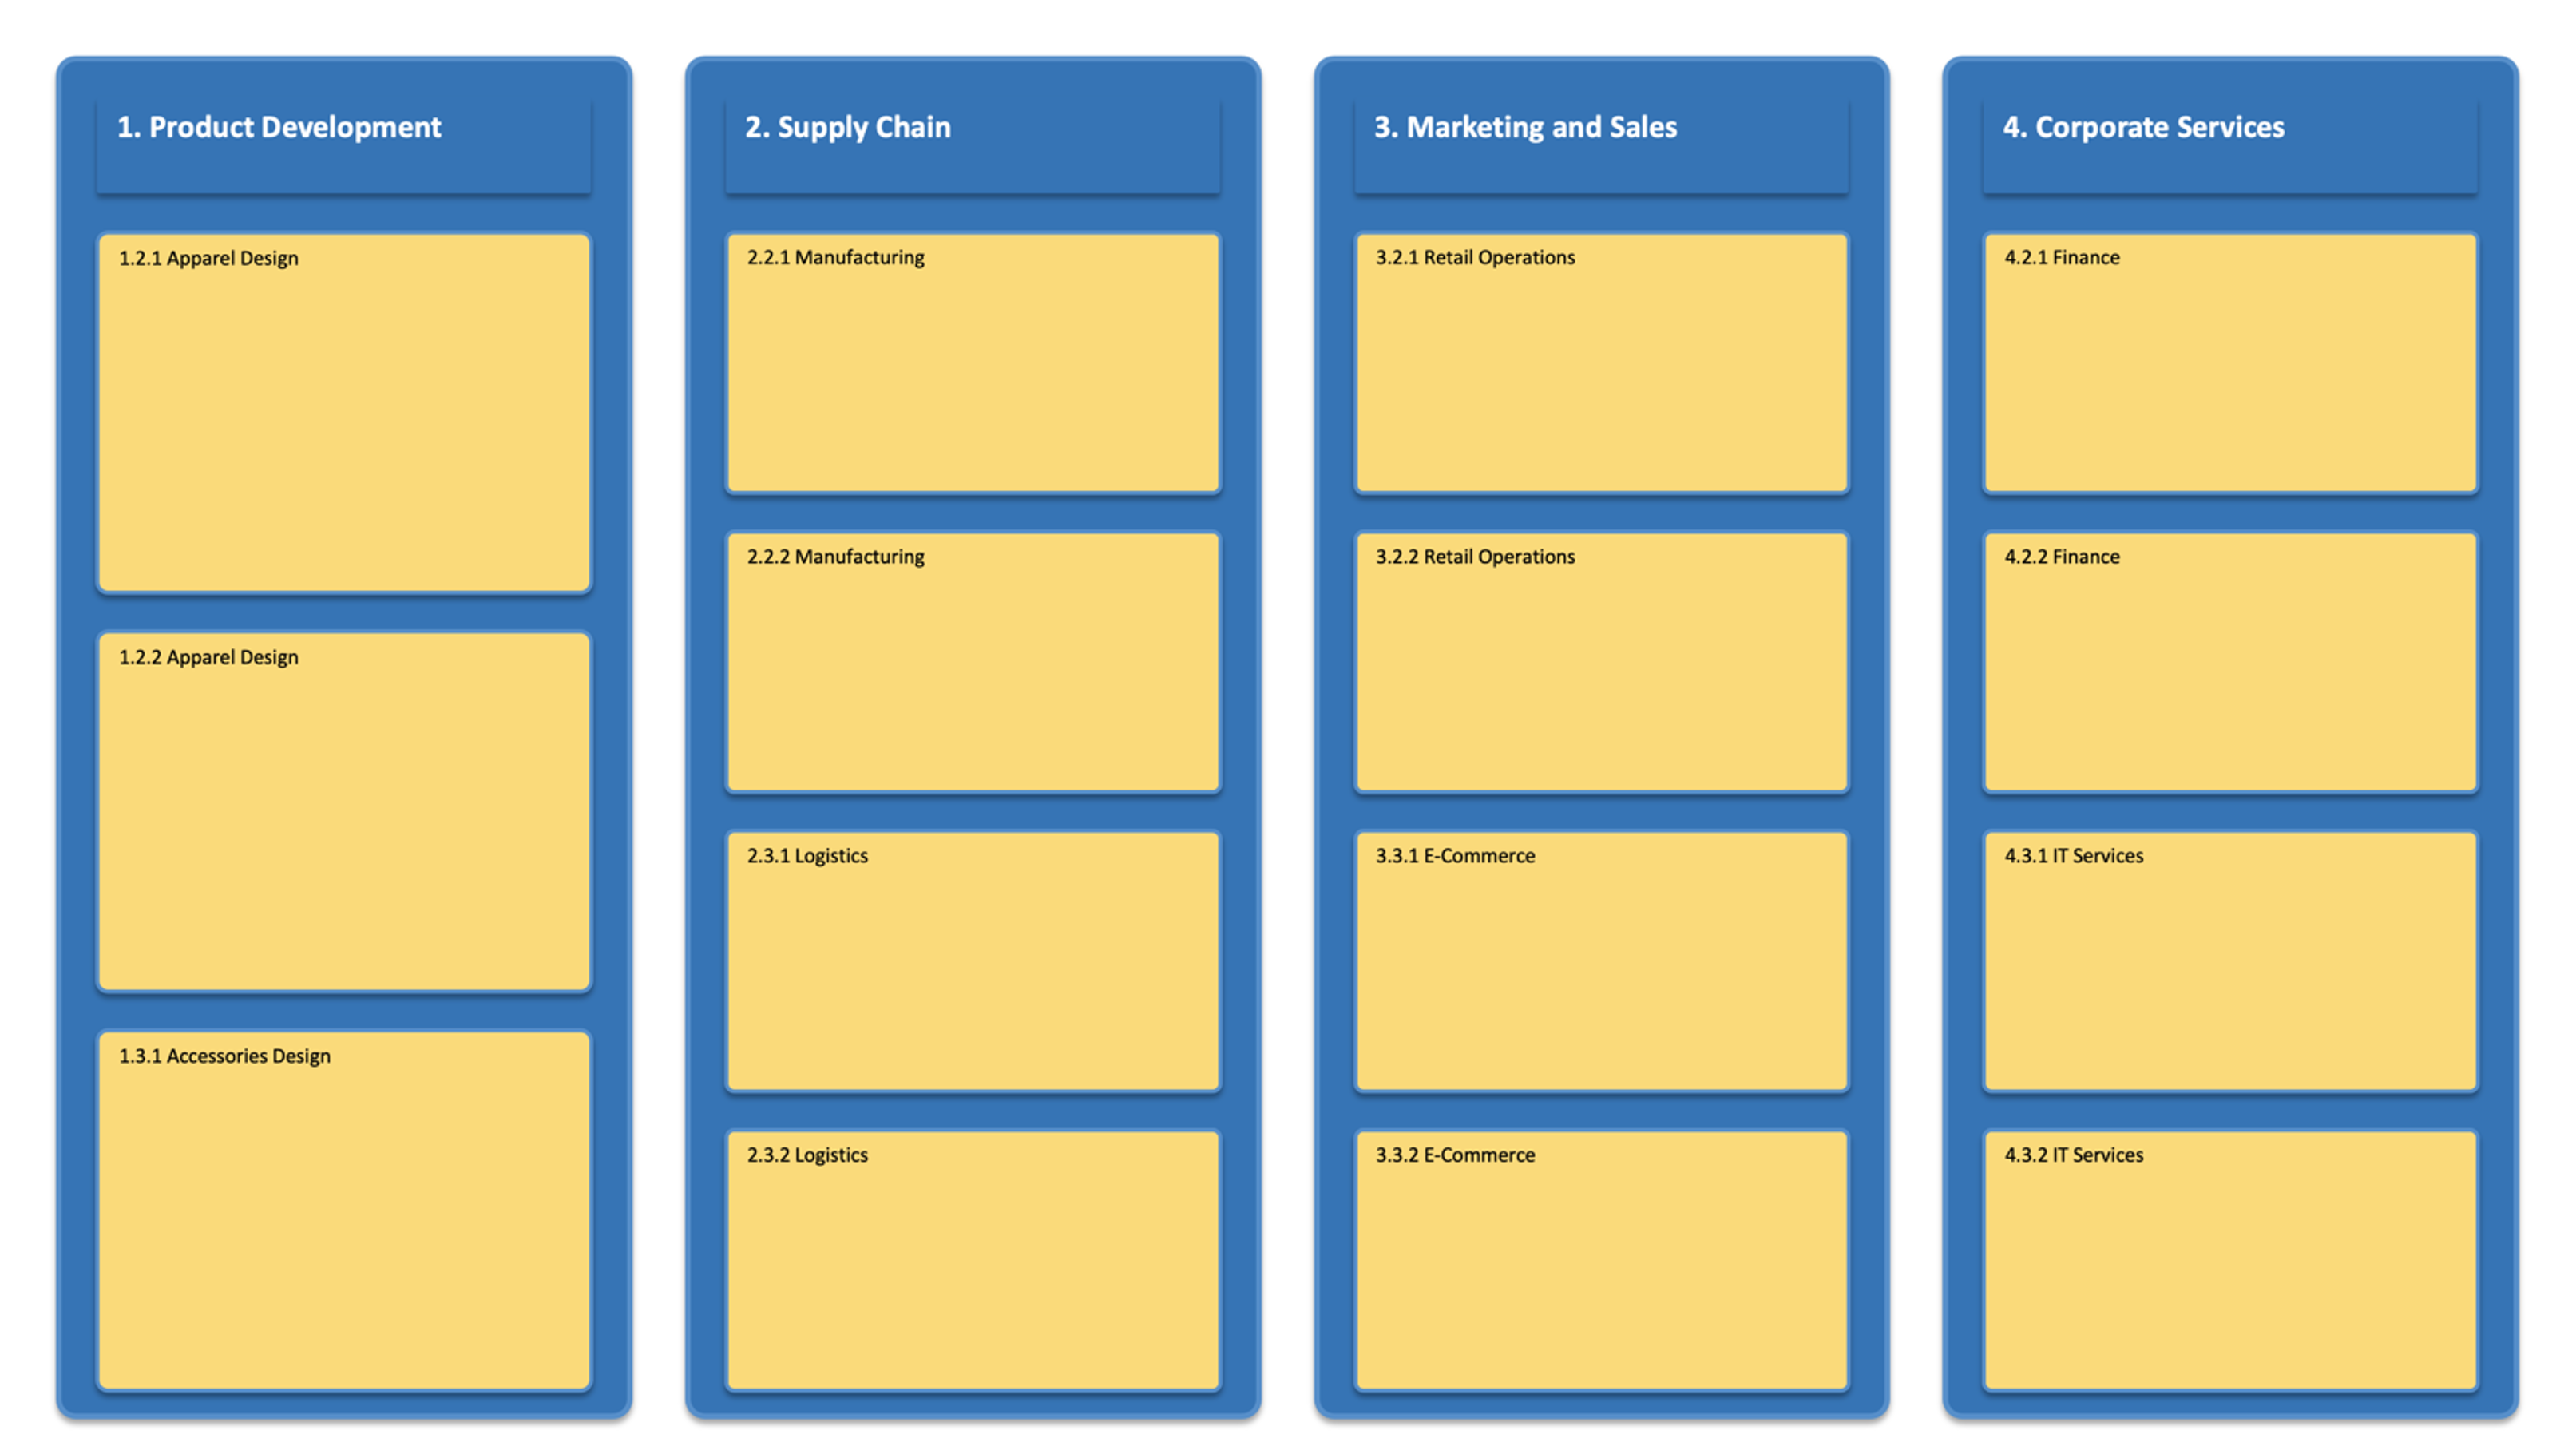 1. Product Development
1.2.1 Apparel Design
1.2.2 Apparel Design
1.3.1 Accessories Design
2. Supply Chain
2.2.1 Manufacturing
2.2.2 Manufacturing
2.3.1 Logistics
2.3.2 Logistics
3. Marketing and Sales
3.2.1 Retail Operations
3.2.2 Retail Operations
3.3.1 E-Commerce
3.3.2 E-Commerce
4. Corporate Services
4.2.1 Finance
4.2.2 Finance
4.3.1 IT Services
4.3.2 IT Services